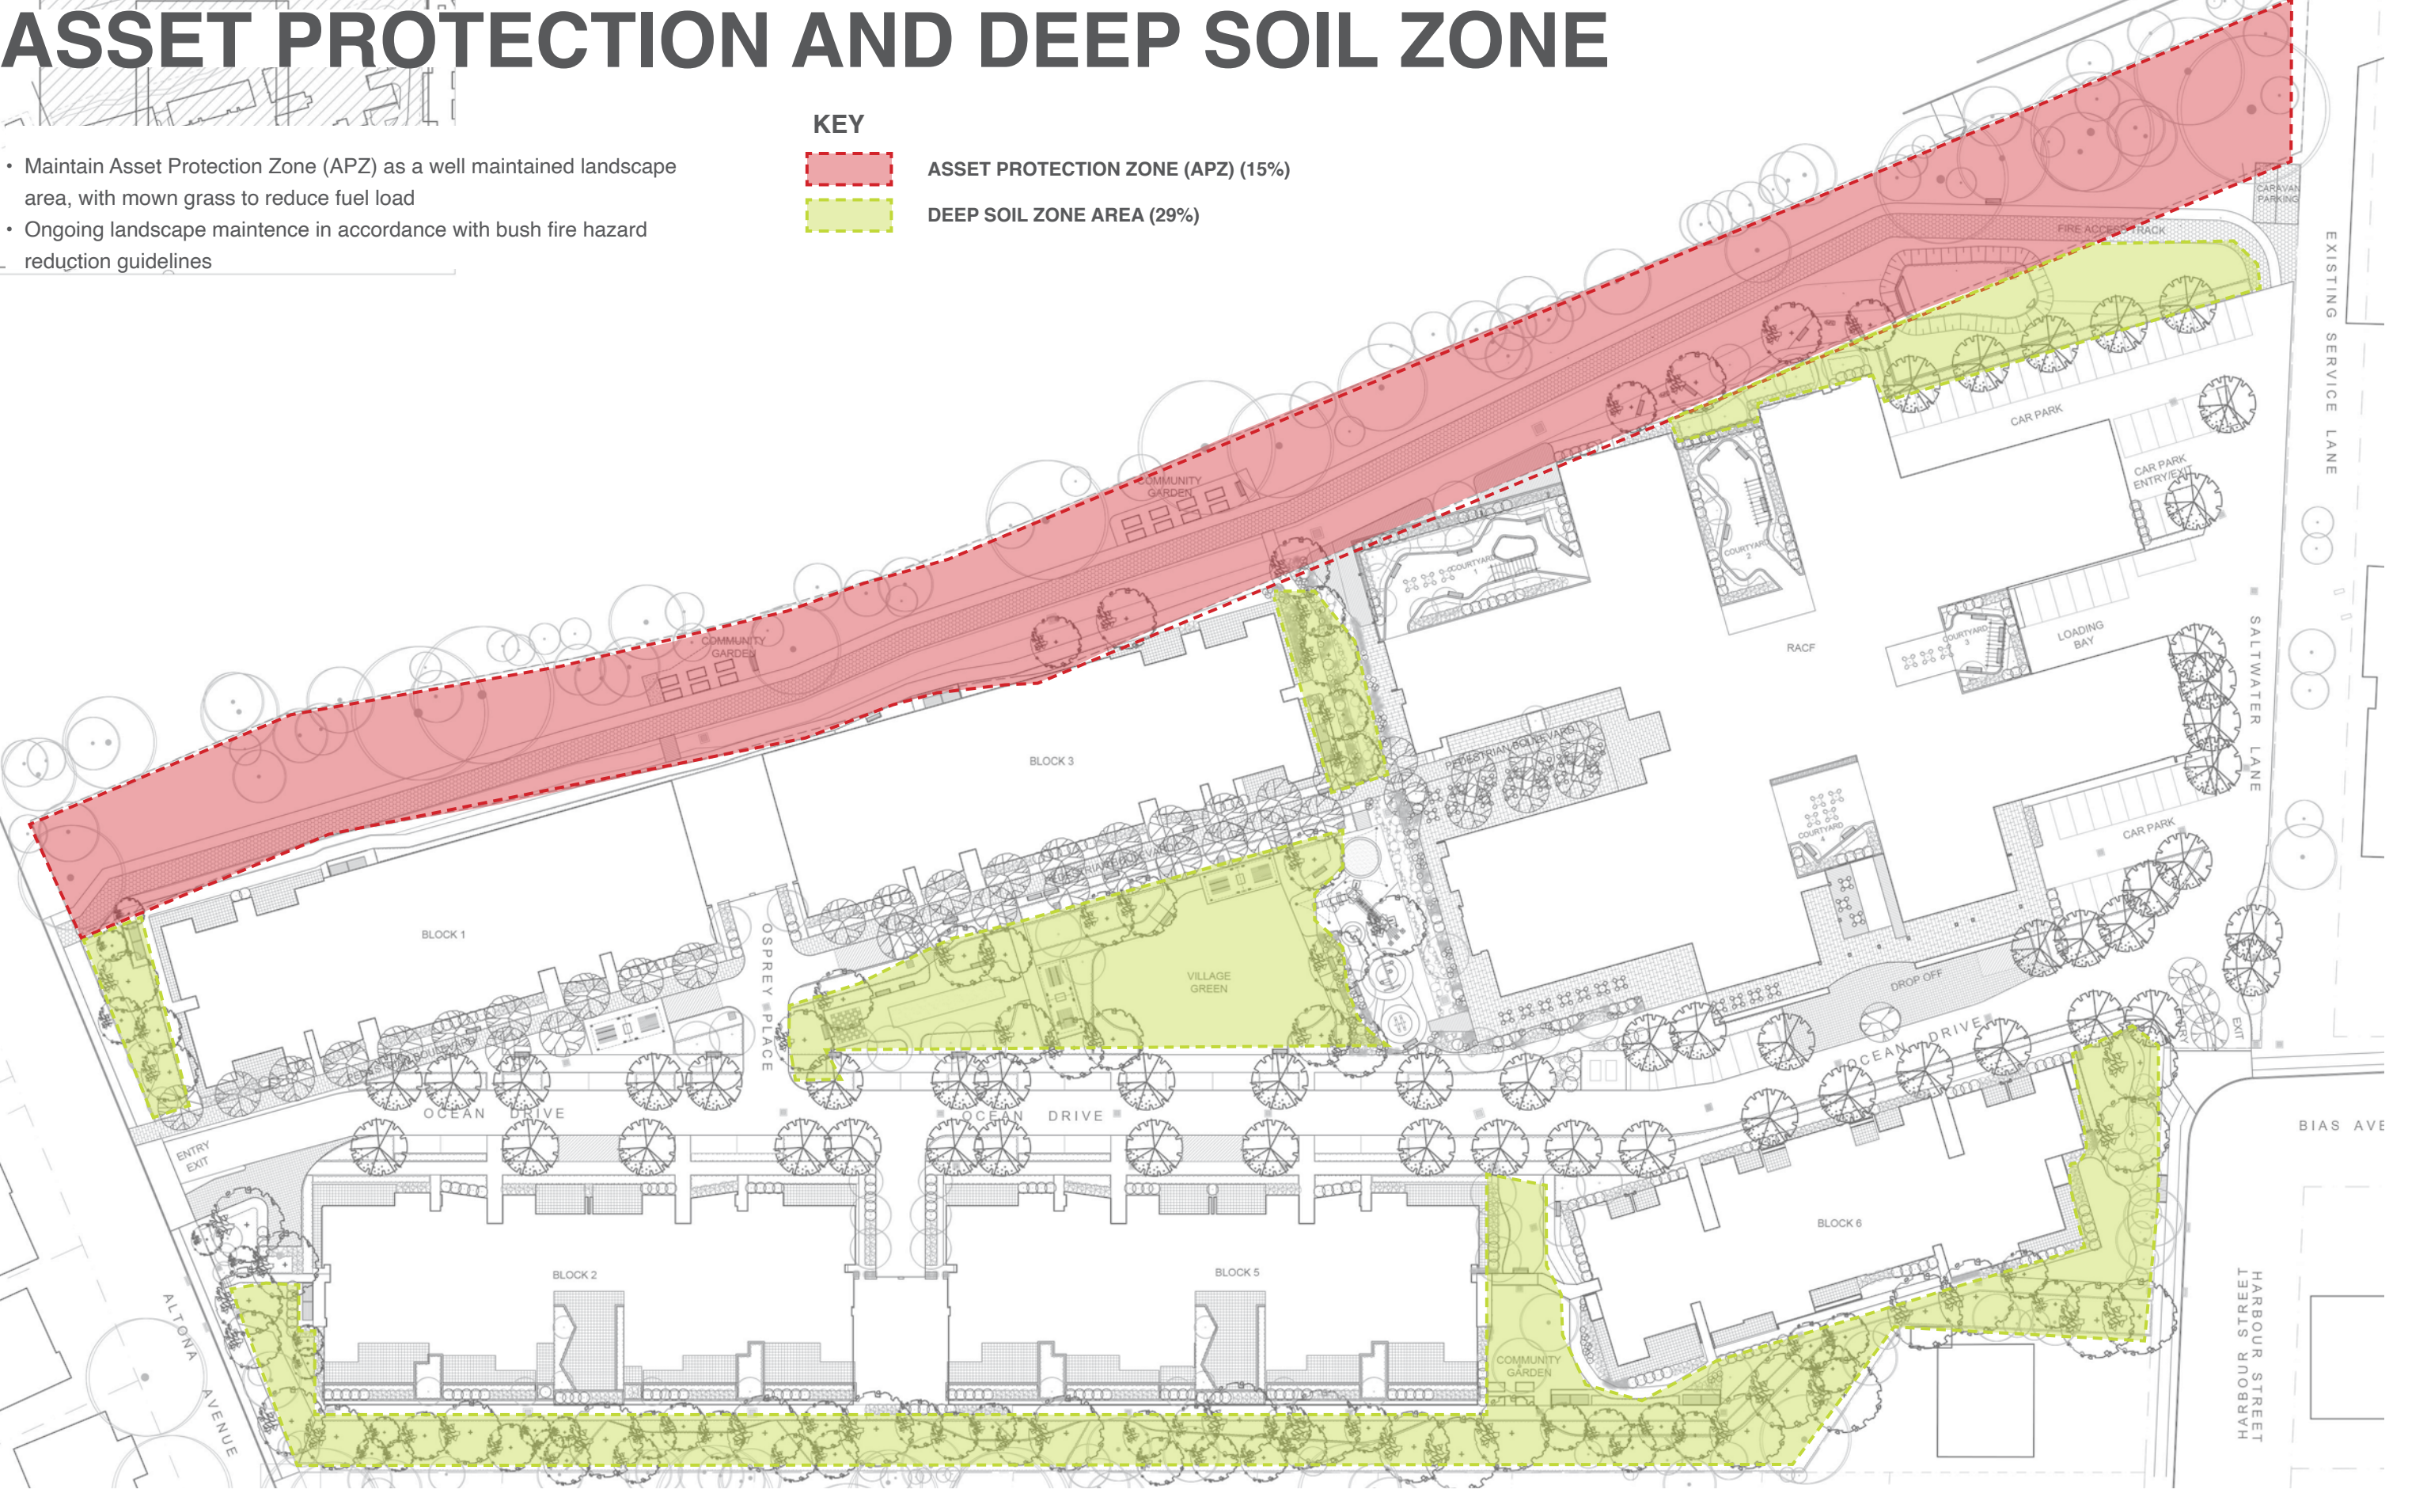 ASSET PROTECTION AND DEEP SOIL ZONE
• Maintain Asset Protection Zone (APZ) as a well maintained landscape
area, with mown grass to reduce fuel load
• Ongoing landscape maintence in accordance with bush fire hazard
reduction guidelines
KEY
ASSET PROTECTION ZONE (APZ) (15%)
DEEP SOIL ZONE AREA (29%)
CARAVAN
PARKING
FIRE ACCESS TRACK
EXISTING SERVICE LANE
CAR PARK
CAR PARK
ENTRY/EXIT
COMMUNITY
GARDEN
COURTYARD
1
COURTYARD
2
COURTYARD
3
LOADING
BAY
RACF
SALTWATER LANE
COMMUNITY
GARDEN
BLOCK 3
PEDESTRIAN BOULEVARD
COURTYARD
4
CAR PARK
PEDESTRIAN BOULEVARD
BLOCK 1
OSPREY PLACE
VILLAGE
GREEN
DROP OFF
OCEAN DRIVE
ENTRY
EXIT
BOULEVARD
OCEAN DRIVE
OCEAN DRIVE
BIAS AVE
ENTRY
EXIT
BLOCK 6
BLOCK 2
BLOCK 5
COMMUNITY
GARDEN
ALTONA AVENUE
HARBOUR STREET
HARBOUR STREET